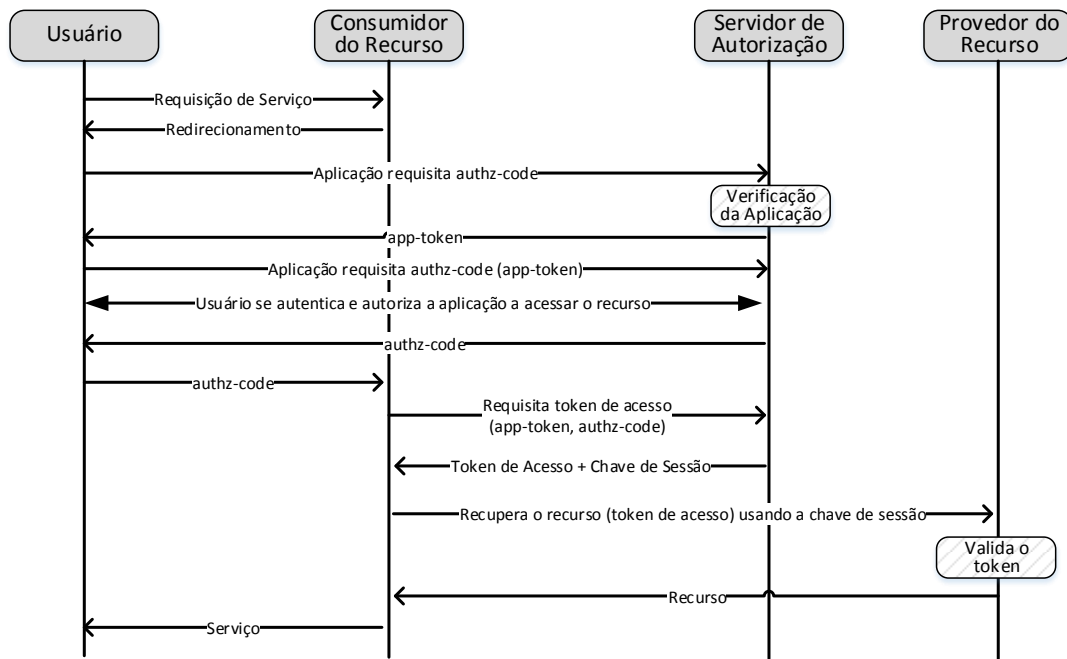 Usuário
Consumidor
do Recurso
Servidor de
Autorização
Provedor do
Recurso
Requisição de Serviço
Redirecionamento
Aplicação requisita authz-code
Verificação
da Aplicação
app-token
Aplicação requisita authz-code (app-token)
Usuário se autentica e autoriza a aplicação a acessar o recurso
authz-code
authz-code
Requisita token de acesso
(app-token, authz-code)
Token de Acesso + Chave de Sessão
Recupera o recurso (token de acesso) usando a chave de sessão
Valida o
token
Recurso
Serviço